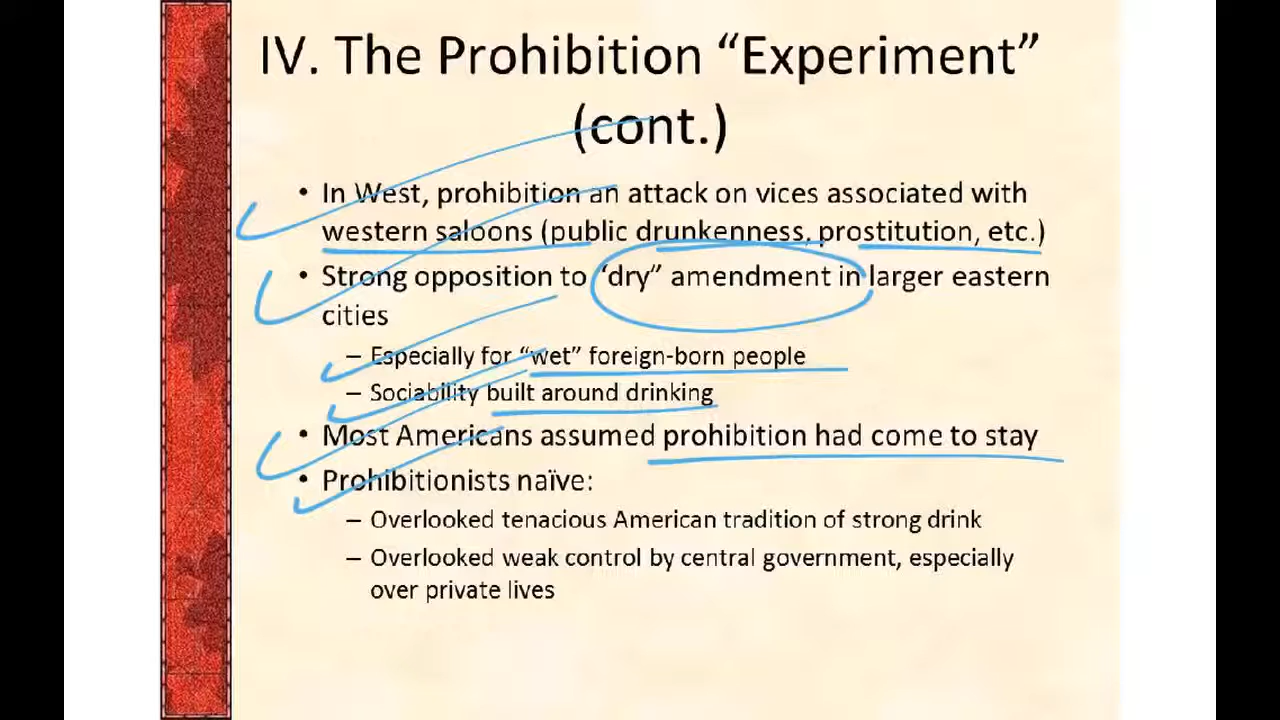 IV. The Prohibition “Experiment”
(cont.)
• In West, prohibition an attack on vices associated with
western saloons (public drunkenness, prostitution, etc.)
• Strong opposition to ‘dry” amendment in larger eastern
cities
– Especially for “wet” foreign-born people
– Sociability built around drinking
• Most Americans assumed prohibition had come to stay
• Prohibitionists naïve:
– Overlooked tenacious American tradition of strong drink
– Overlooked weak control by central government, especially
over private lives